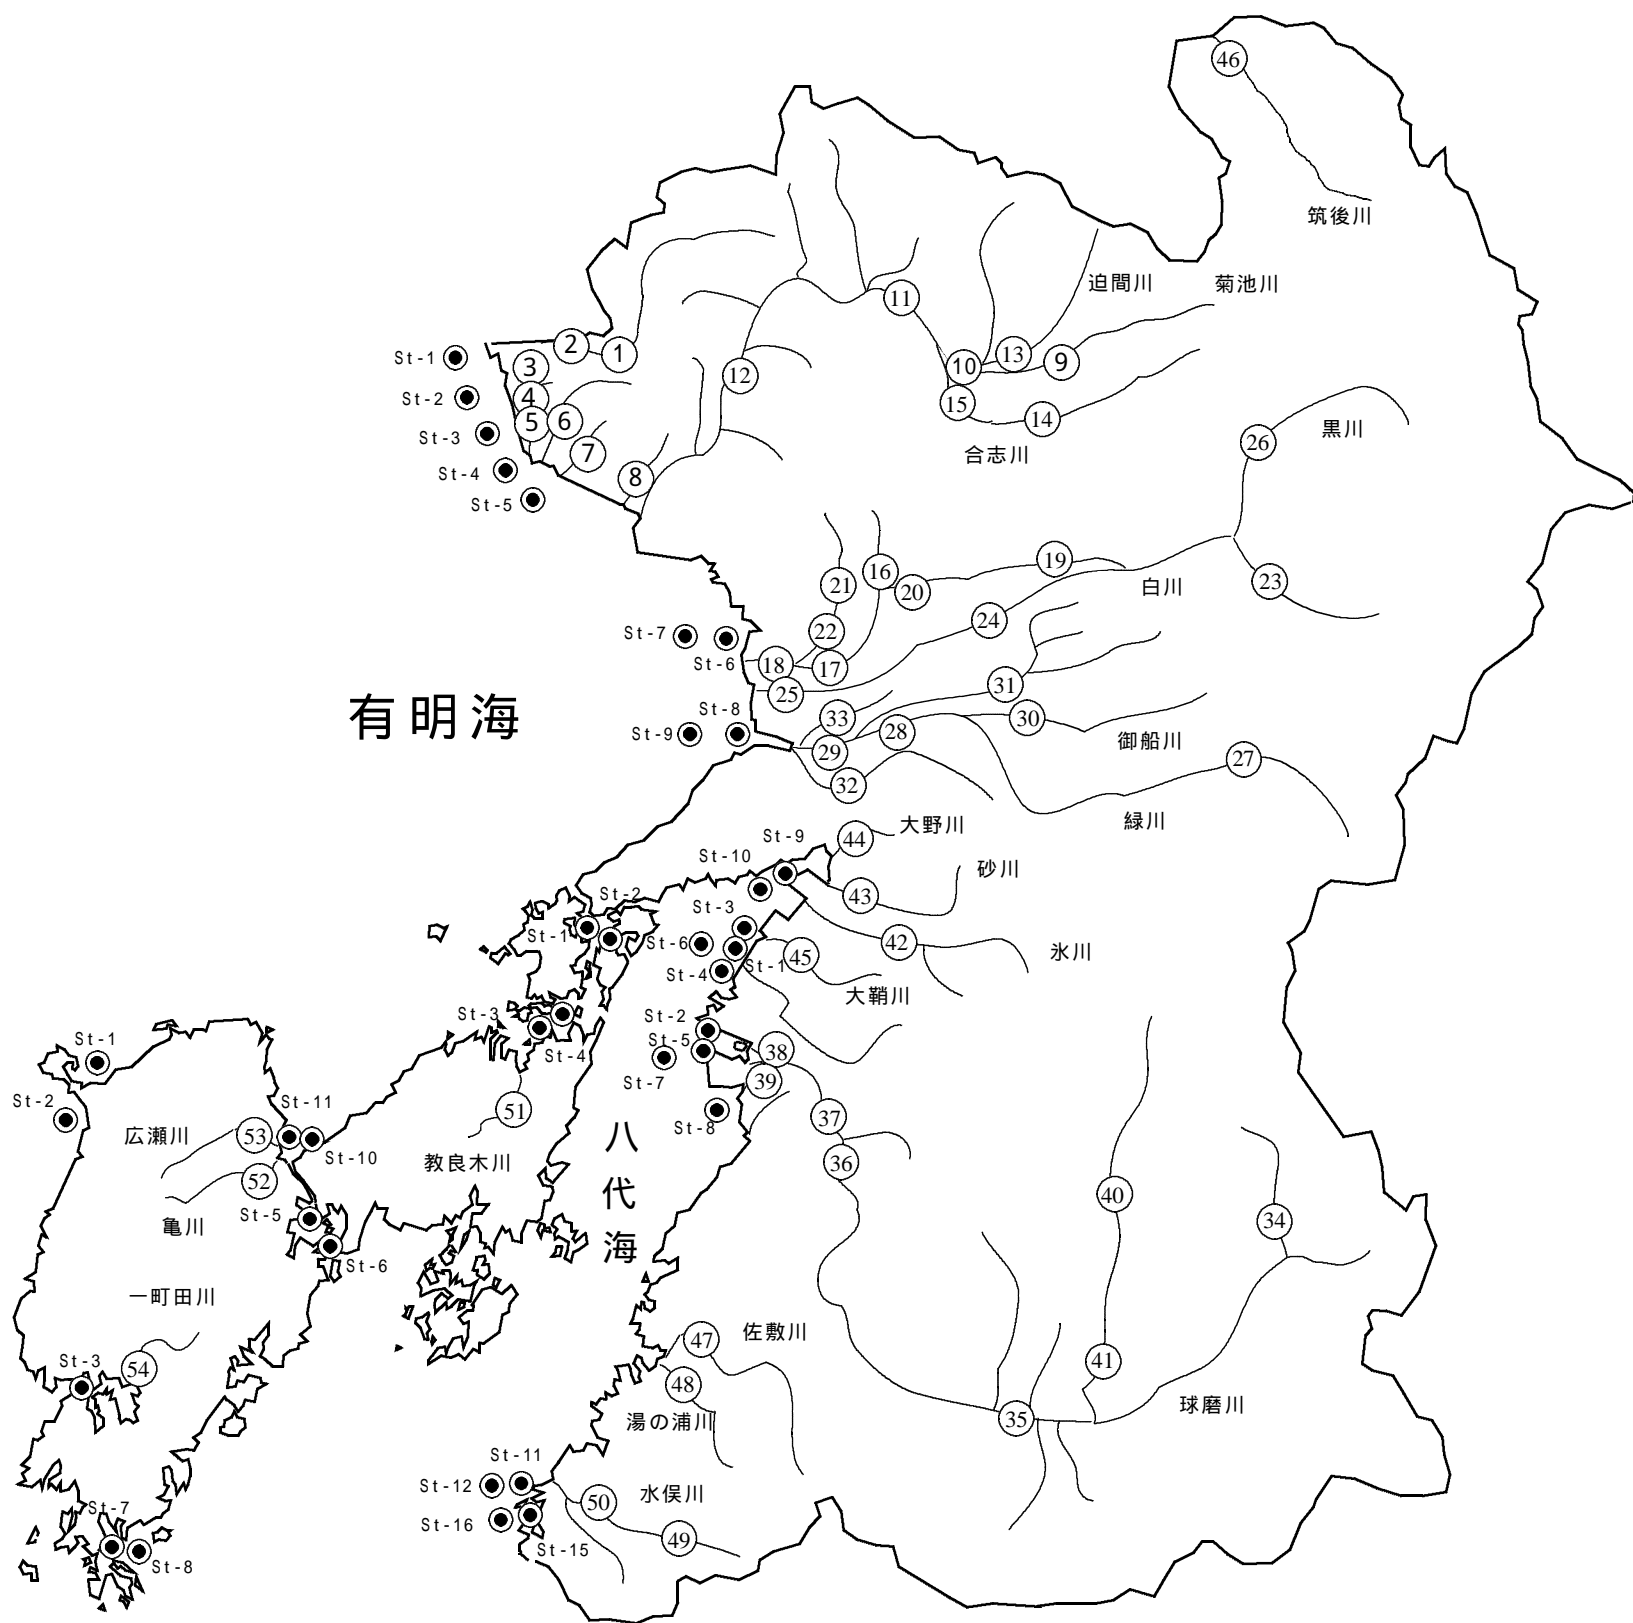 46
筑後川
迫間川
菊池川
11
St-1
2
1
13
3
10
9
12
St-2
4
15
5
6
14
黒川
St-3
26
合志川
7
St-4
8
St-5
19
16
21
20
23
白川
24
St-7
22
St-6
18
17
31
25
有明海
St-8
33
30
St-9
28
御船川
29
27
32
緑川
大野川
St-9
44
St-10
砂川
St-2
43
St-3
St-1
St-6
42
氷川
45
St-4
St-1
大鞘川
St-3
St-2
St-1
St-5
38
St-4
St-7
39
St-2
St-11
51
37
St-8
広瀬川
53
八代海
St-10
教良木川
36
52
40
亀川
St-5
34
St-6
一町田川
佐敷川
47
St-3
54
41
48
球磨川
湯の浦川
35
St-11
St-12
水俣川
50
St-7
St-16
49
St-15
St-8